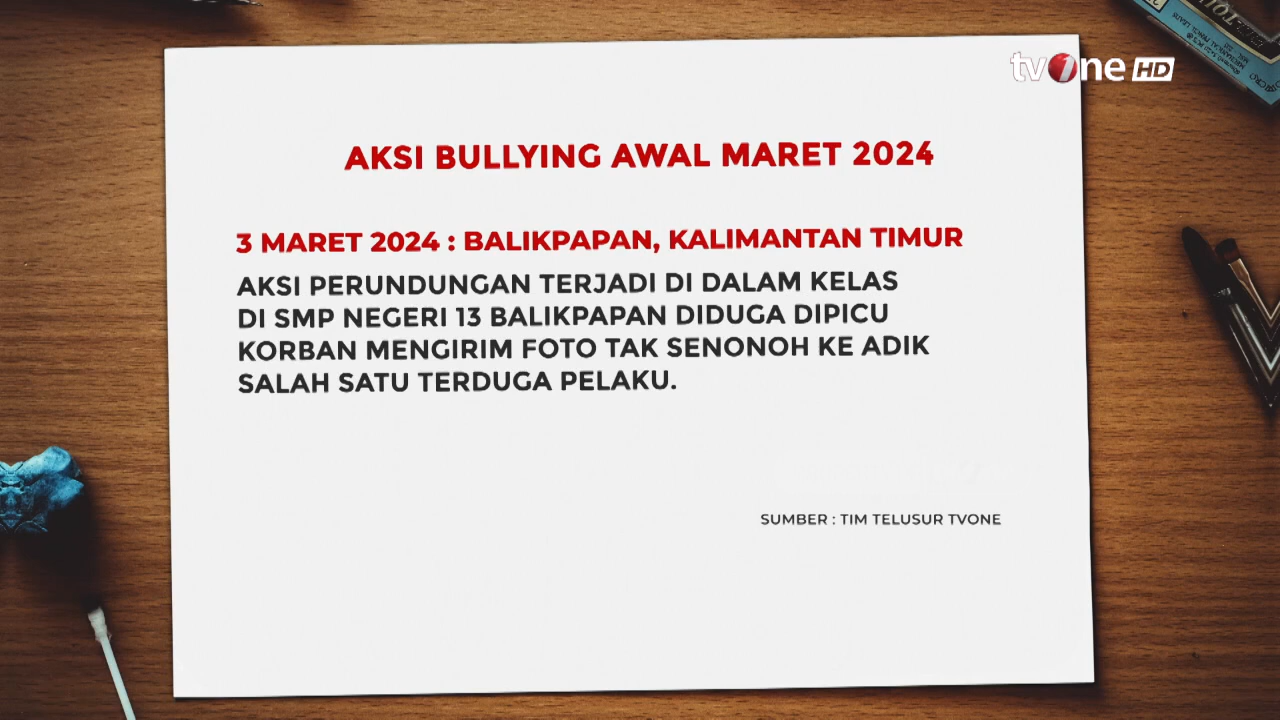 tvOne HD
AKSI BULLYING AWAL MARET 2024
3 MARET 2024 : BALIKPAPAN, KALIMANTAN TIMUR
AKSI PERUNDUNGAN TERJADI DI DALAM KELAS
DI SMP NEGERI 13 BALIKPAPAN DIDUGA DIPICU
KORBAN MENGIRIM FOTO TAK SENONOH KE ADIK
SALAH SATU TERDUGA PELAKU.
SUMBER : TIM TELUSUR TVONE